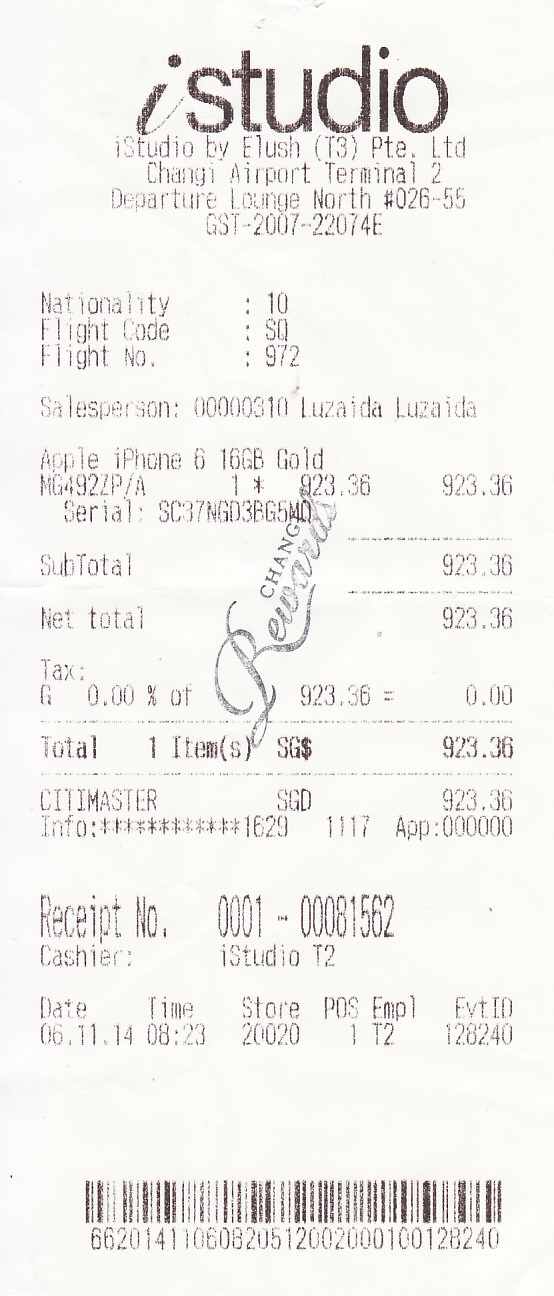 istudio
iStudio by Elush (T3) Pte. Ltd
Changi Airport Terminal 2
Departure Lounge North #026-55
GST-2007-22074E
Nationality : 10
Flight Code : SQ
Flight No. : 972
Salesperson: 00000310 Luzaida Luzaida
Apple iPhone 6 16GB Gold
MG492ZP/A 1 * 923.36 923.36
Serial: SC37NGD3BG5MQ
CHANGI
Rewards
SubTotal 923.36
Net total 923.36
Tax:
G 0.00 % of 923.36 = 0.00
Total 1 Item(s) SG$ 923.36
CITIMASTER SGD 923.36
Info:************1629 1117 App:000000
Receipt No. 0001 - 00081562
Cashier: iStudio T2
Date Time Store POS Empl EvtID
06.11.14 08:23 20020 1 T2 128240
66201411060820512002000100128240